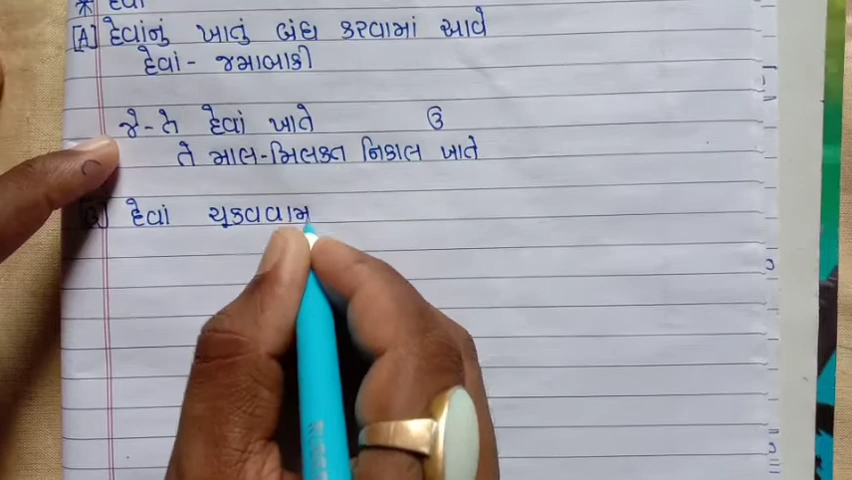 * દેવાં
[A] દેવાંનું ખાતું બંધ કરવામાં આવે
દેવાં - જમાબાકી
જે-તે દેવાં ખાતે ઉ
તે માલ-મિલકત નિકાલ ખાતે
દેવાં ચૂકવવામ